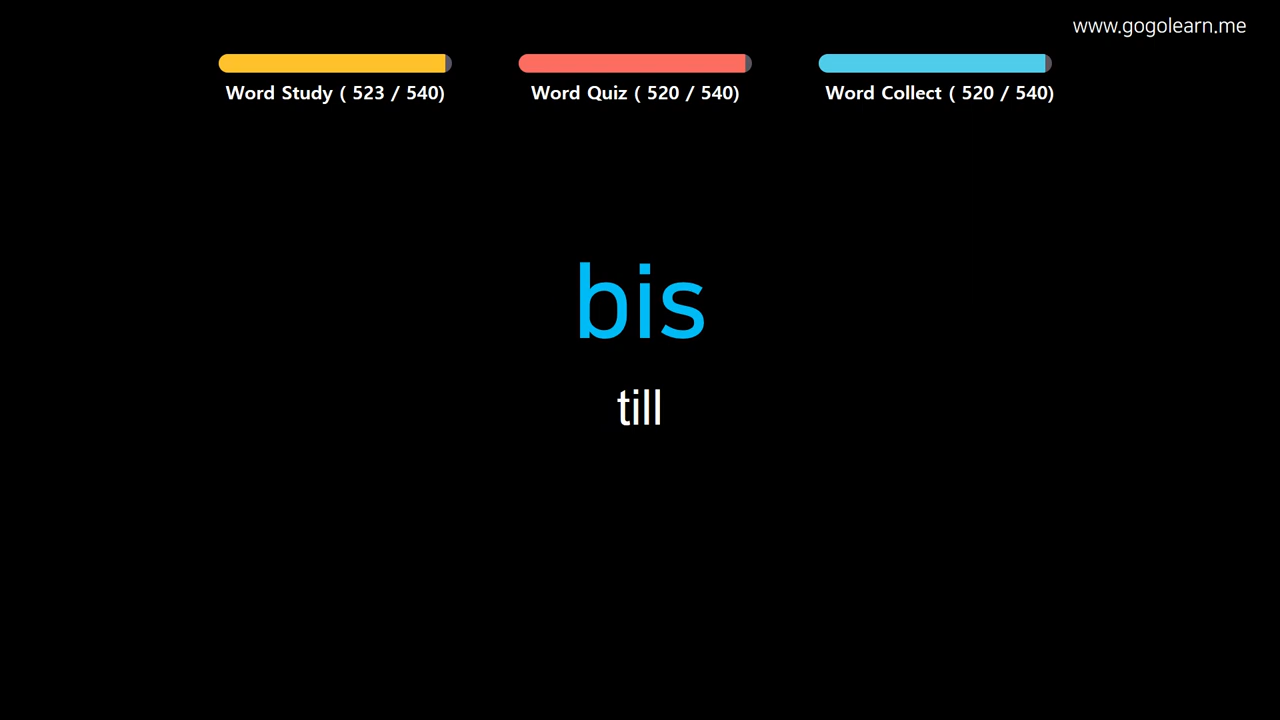 www.gogolearn.me
Word Study ( 523 / 540)
Word Quiz ( 520 / 540)
Word Collect ( 520 / 540)
bis
till